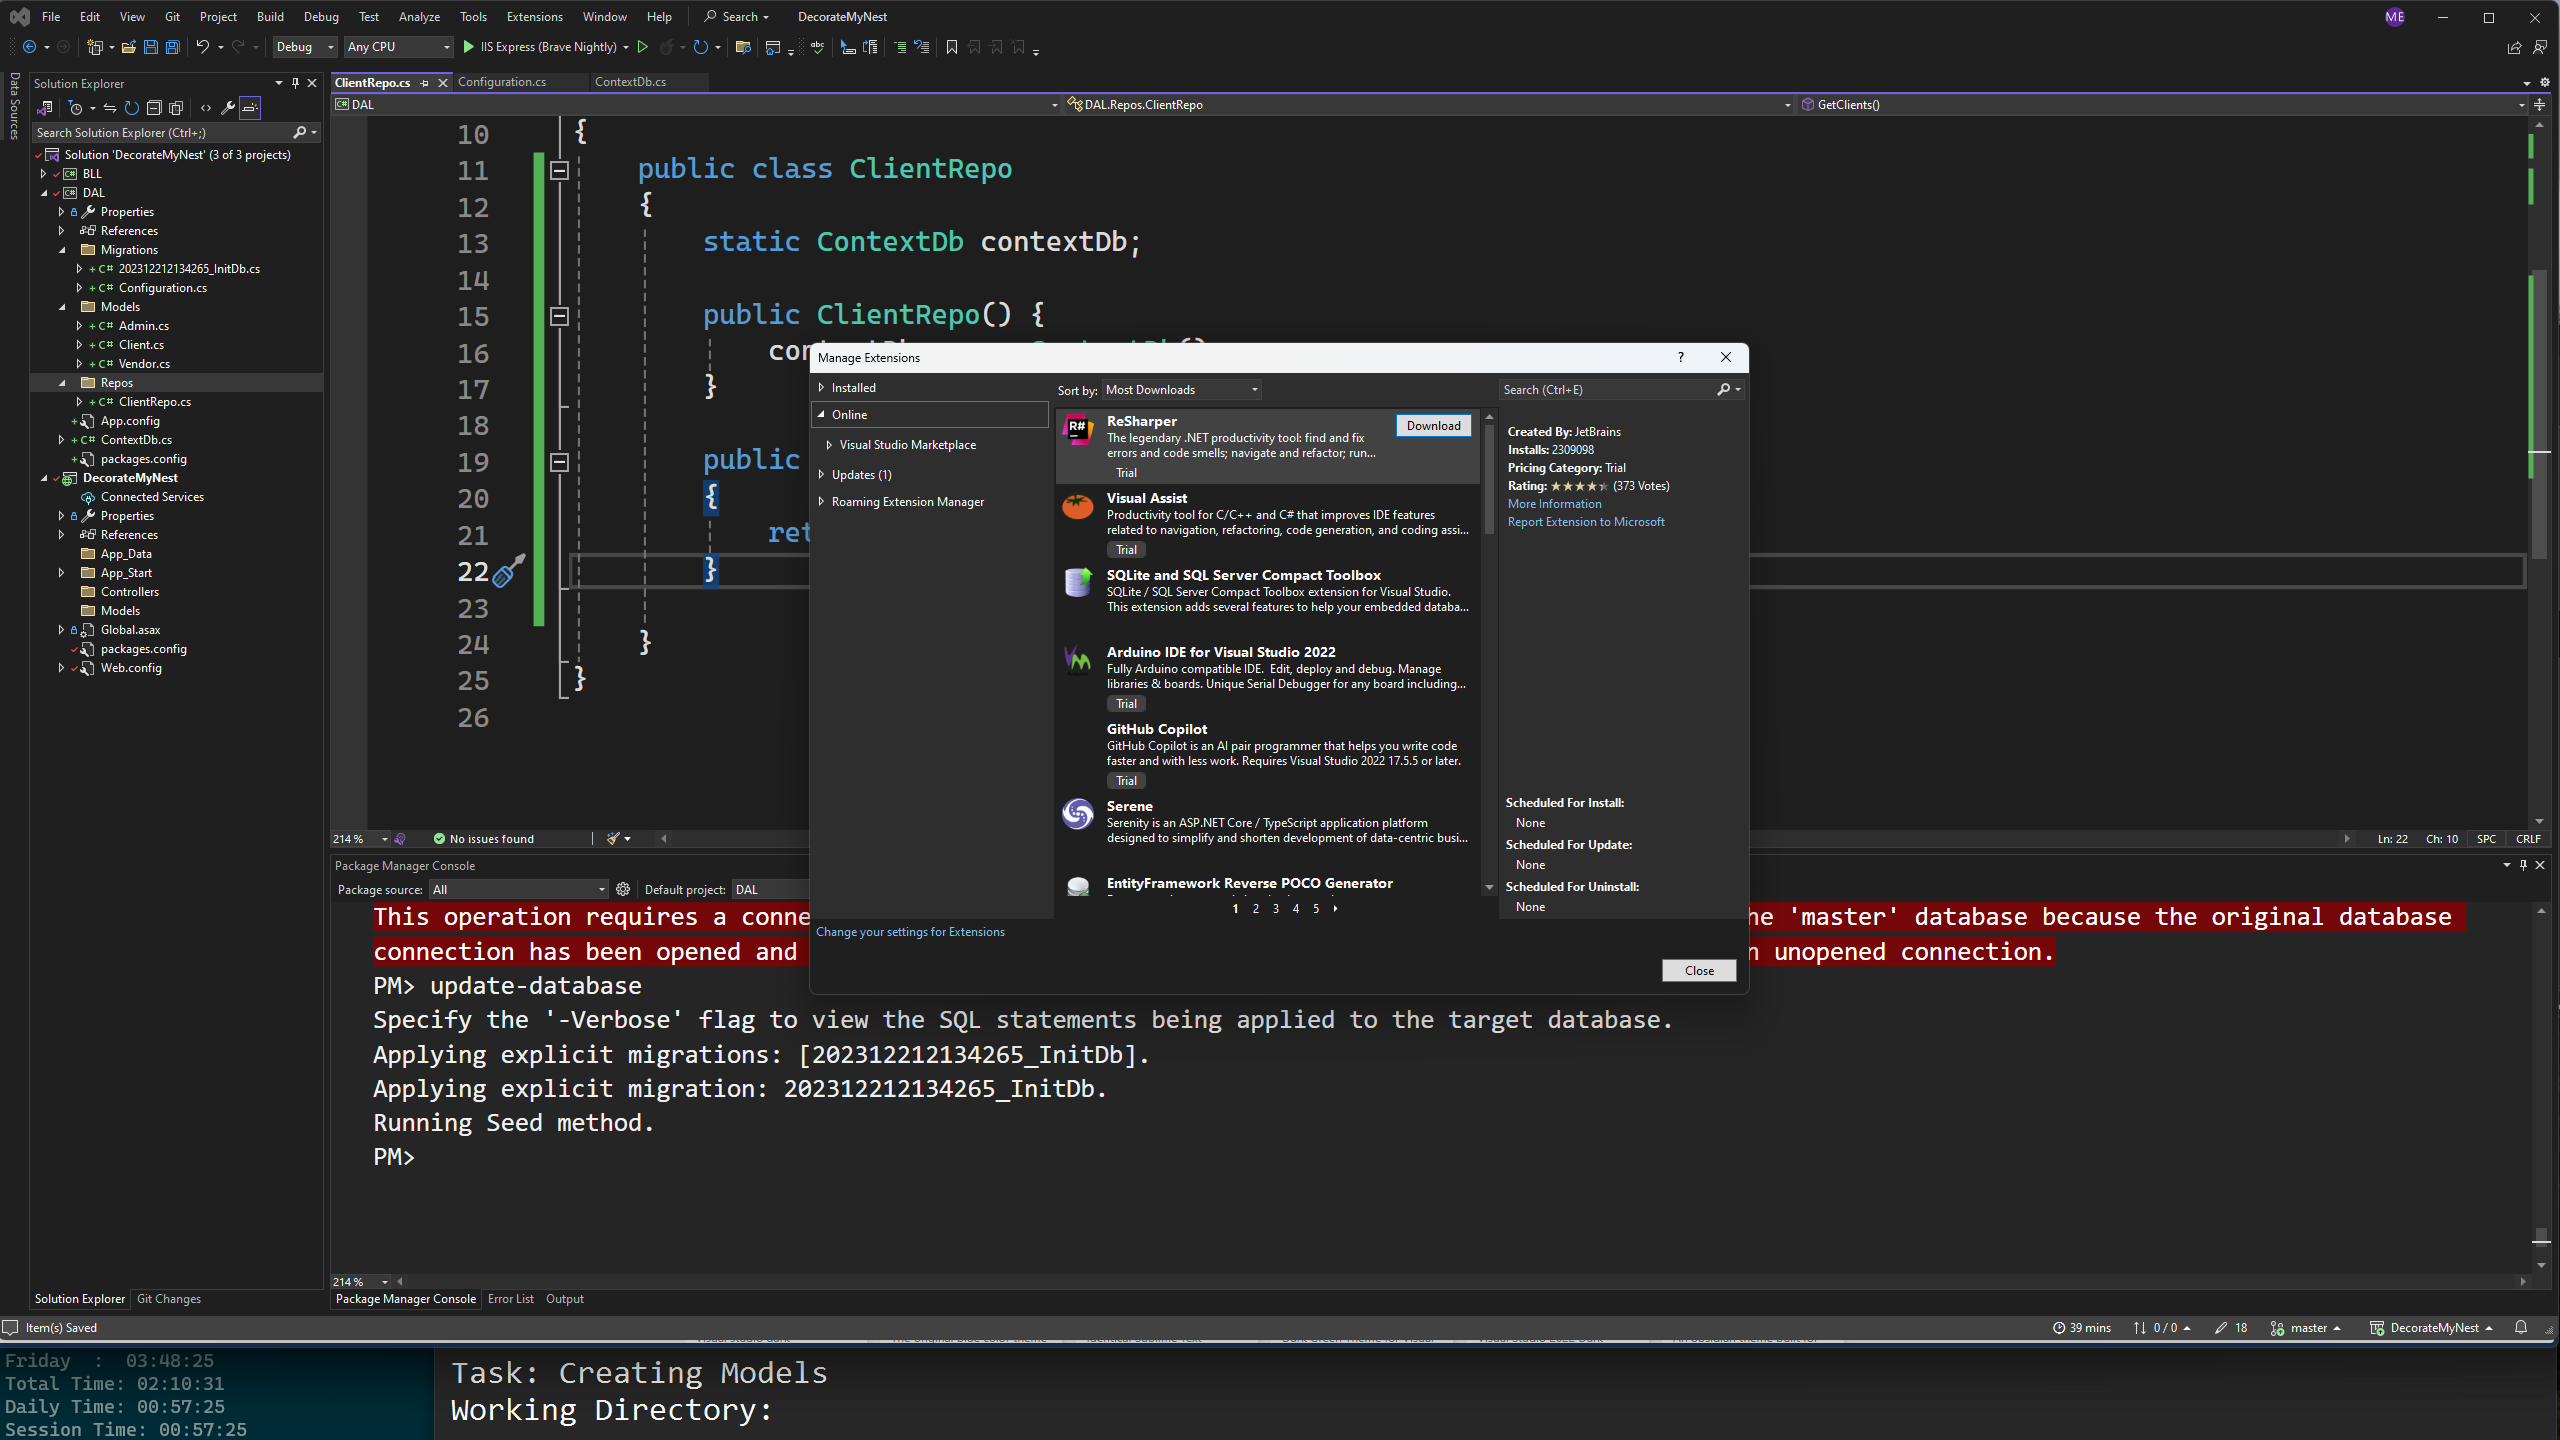 File Edit View Git Project Build Debug Test Analyze Tools Extensions Window Help Search DecorateMyNest ME
Debug Any CPU IIS Express (Brave Nightly)
Data Sources
Solution Explorer
Search Solution Explorer (Ctrl+;)
Solution 'DecorateMyNest' (3 of 3 projects)
BLL
DAL
Properties
References
Migrations
202312212134265_InitDb.cs
Configuration.cs
Models
Admin.cs
Client.cs
Vendor.cs
Repos
ClientRepo.cs
App.config
ContextDb.cs
packages.config
DecorateMyNest
Connected Services
Properties
References
App_Data
App_Start
Controllers
Models
Global.asax
packages.config
Web.config
Solution Explorer Git Changes
ClientRepo.cs Configuration.cs ContextDb.cs
DAL DAL.Repos.ClientRepo GetClients()
10 {
11 public class ClientRepo
12 {
13 static ContextDb contextDb;
14
15 public ClientRepo() {
16
17 }
18
19 public
20 {
21
22 }
23
24 }
25 }
26
214 % No issues found Ln: 22 Ch: 10 SPC CRLF
Manage Extensions
Installed
Online
Visual Studio Marketplace
Updates (1)
Roaming Extension Manager
Change your settings for Extensions
Sort by: Most Downloads
ReSharper
The legendary .NET productivity tool: find and fix
errors and code smells; navigate and refactor; run...
Trial
Download
Visual Assist
Productivity tool for C/C++ and C# that improves IDE features
related to navigation, refactoring, code generation, and coding assi...
Trial
SQLite and SQL Server Compact Toolbox
SQLite / SQL Server Compact Toolbox extension for Visual Studio.
This extension adds several features to help your embedded databa...
Arduino IDE for Visual Studio 2022
Fully Arduino compatible IDE. Edit, deploy and debug. Manage
libraries & boards. Unique Serial Debugger for any board including...
Trial
GitHub Copilot
GitHub Copilot is an AI pair programmer that helps you write code
faster and with less work. Requires Visual Studio 2022 17.5.5 or later.
Trial
Serene
Serenity is an ASP.NET Core / TypeScript application platform
designed to simplify and shorten development of data-centric busi...
EntityFramework Reverse POCO Generator
1 2 3 4 5
Search (Ctrl+E)
Created By: JetBrains
Installs: 2309098
Pricing Category: Trial
Rating: (373 Votes)
More Information
Report Extension to Microsoft
Scheduled For Install:
None
Scheduled For Update:
None
Scheduled For Uninstall:
None
Close
Package Manager Console
Package source: All Default project: DAL
This operation requires a conne he 'master' database because the original database
connection has been opened and n unopened connection.
PM> update-database
Specify the '-Verbose' flag to view the SQL statements being applied to the target database.
Applying explicit migrations: [202312212134265_InitDb].
Applying explicit migration: 202312212134265_InitDb.
Running Seed method.
PM>
214 %
Package Manager Console Error List Output
Item(s) Saved 39 mins 0 / 0 18 master DecorateMyNest
Friday : 03:48:25
Total Time: 02:10:31
Daily Time: 00:57:25
Session Time: 00:57:25
Task: Creating Models
Working Directory: